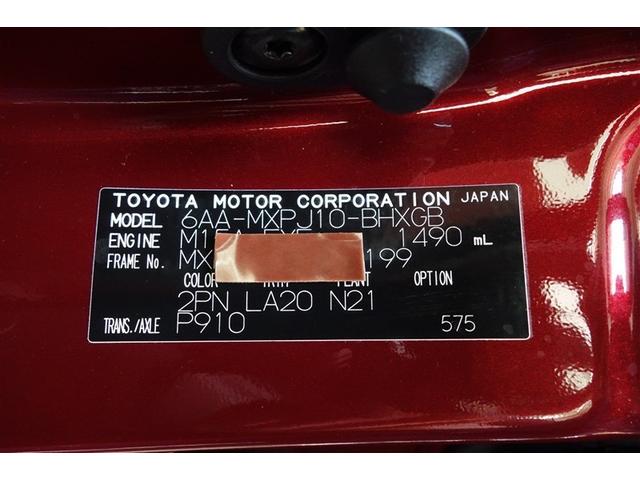 TOYOTA MOTOR CORPORATION JAPAN
MODEL 6AA-MXPJ10-BHXGB
ENGINE 1490 mL
FRAME No. MX 199
COLOR TRIM PLANT OPTION
2PN LA20 N21
TRANS./AXLE P910 575